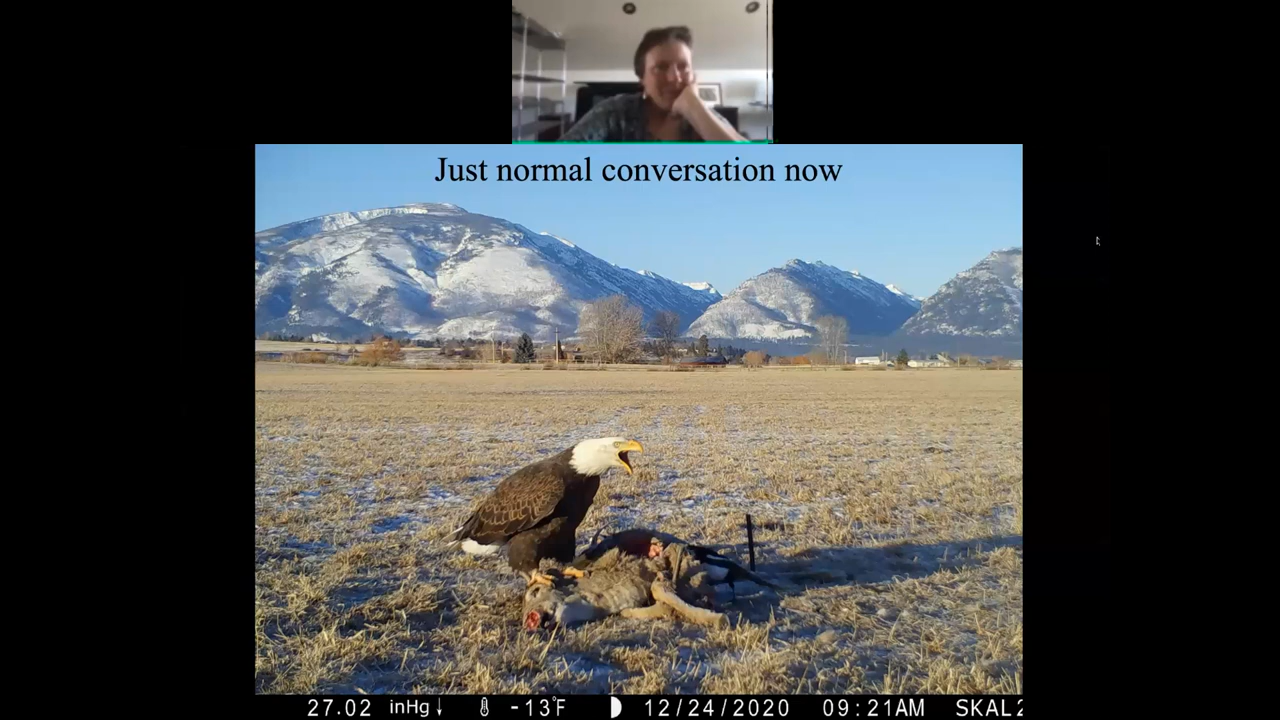 Just normal conversation now
27.02 inHg↓ -13°F 12/24/2020 09:21AM SKAL2